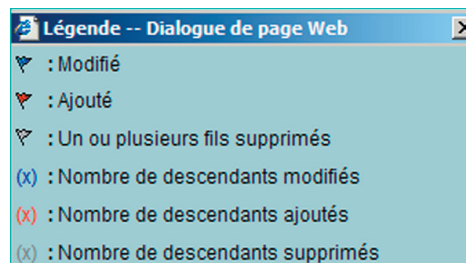 Légende -- Dialogue de page Web
: Modifié
: Ajouté
: Un ou plusieurs fils supprimés
(x) : Nombre de descendants modifiés
(x) : Nombre de descendants ajoutés
(x) : Nombre de descendants supprimés